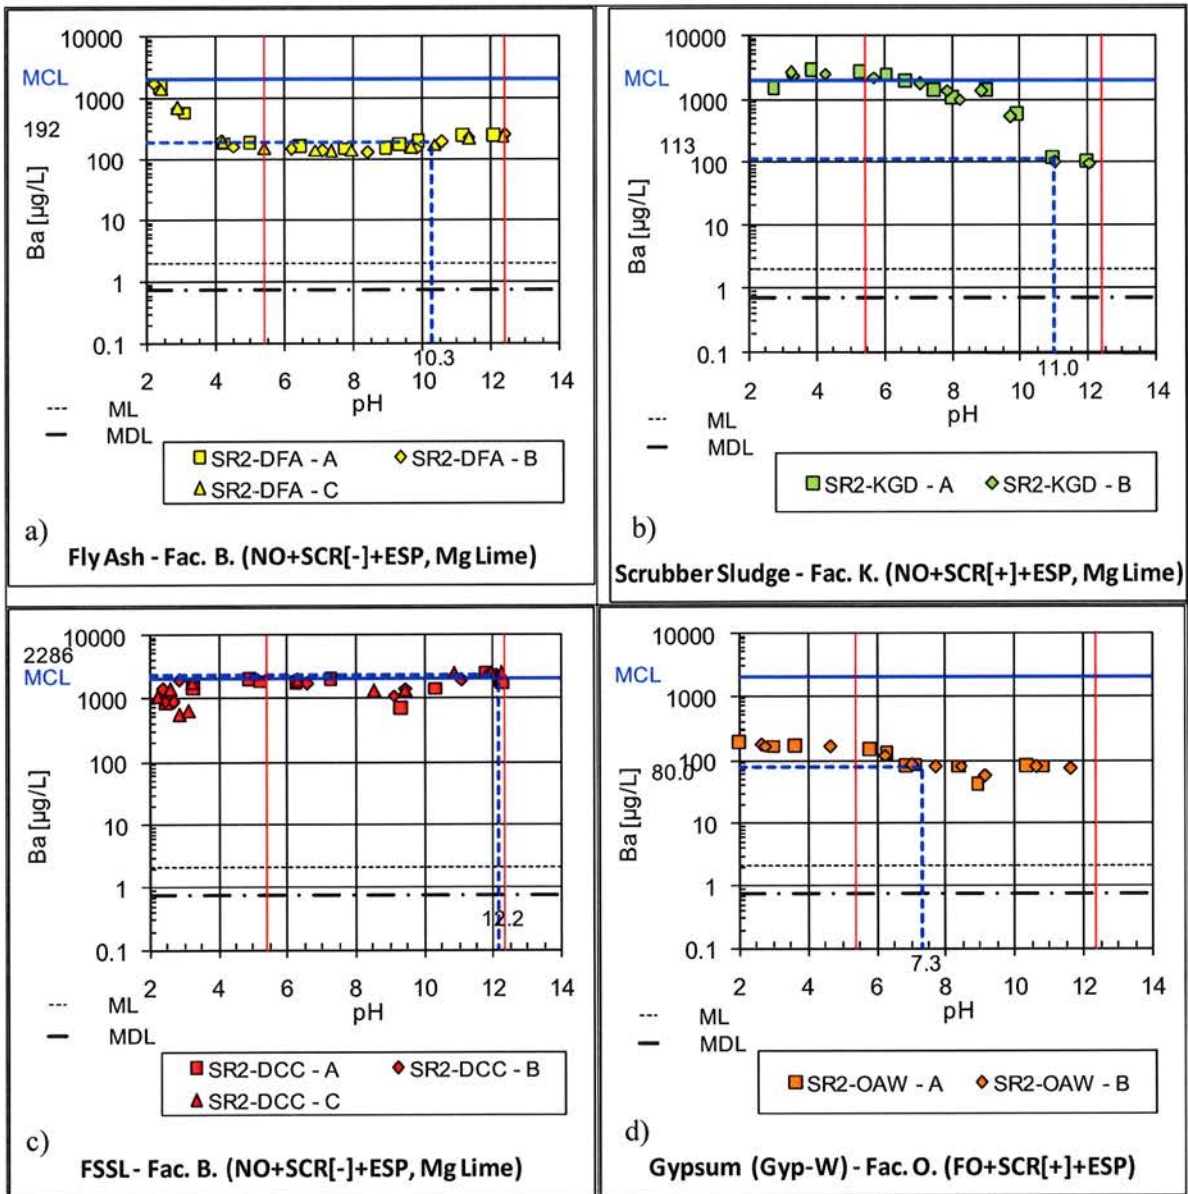 10000
MCL
1000
192
100
10
1
0.1
Ba [µg/L]
10.3
2 4 6 8 10 12 14
pH
--- ML
— MDL
SR2-DFA - A SR2-DFA - B
SR2-DFA - C
a)
Fly Ash - Fac. B. (NO+SCR[-]+ESP, Mg Lime)
10000
MCL
1000
113
100
10
1
0.1
Ba [µg/L]
11.0
2 4 6 8 10 12 14
pH
--- ML
— MDL
SR2-KGD - A SR2-KGD - B
b)
Scrubber Sludge - Fac. K. (NO+SCR[+]+ESP, Mg Lime)
10000
2286
MCL
1000
100
10
1
0.1
Ba [µg/L]
12.2
2 4 6 8 10 12 14
pH
--- ML
— MDL
SR2-DCC - A SR2-DCC - B
SR2-DCC - C
c)
FSSL - Fac. B. (NO+SCR[-]+ESP, Mg Lime)
10000
MCL
1000
100
80.0
10
1
0.1
Ba [µg/L]
7.3
2 4 6 8 10 12 14
pH
--- ML
— MDL
SR2-OAW - A SR2-OAW - B
d)
Gypsum (Gyp-W) - Fac. O. (FO+SCR[+]+ESP)